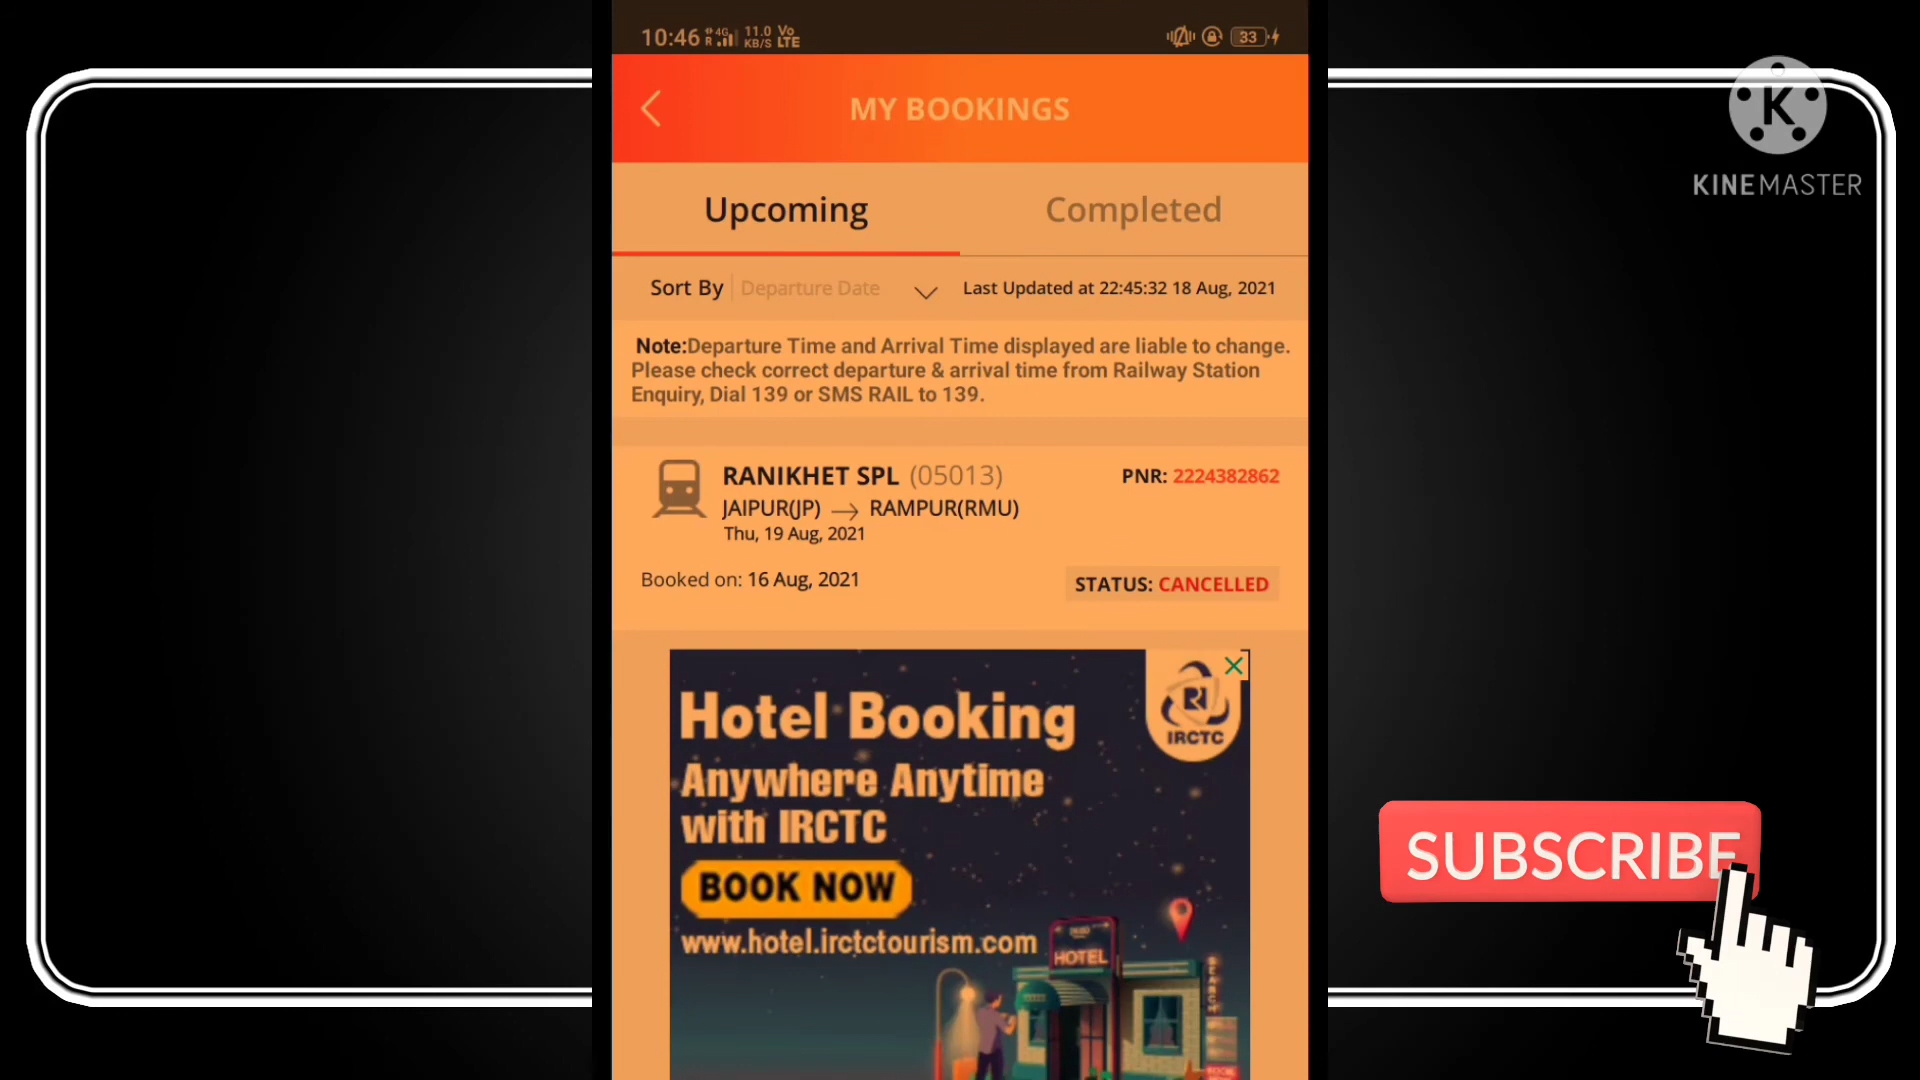 10:46 4G 11.0 KB/S Vo LTE 33
MY BOOKINGS
KINEMASTER
Upcoming Completed
Sort By Departure Date Last Updated at 22:45:32 18 Aug, 2021
Note:Departure Time and Arrival Time displayed are liable to change.
Please check correct departure & arrival time from Railway Station
Enquiry, Dial 139 or SMS RAIL to 139.
RANIKHET SPL (05013) PNR: 2224382862
JAIPUR(JP) → RAMPUR(RMU)
Thu, 19 Aug, 2021
Booked on: 16 Aug, 2021 STATUS: CANCELLED
Hotel Booking
IRCTC
Anywhere Anytime
with IRCTC
BOOK NOW
www.hotel.irctctourism.com
HOTEL
SUBSCRIBE